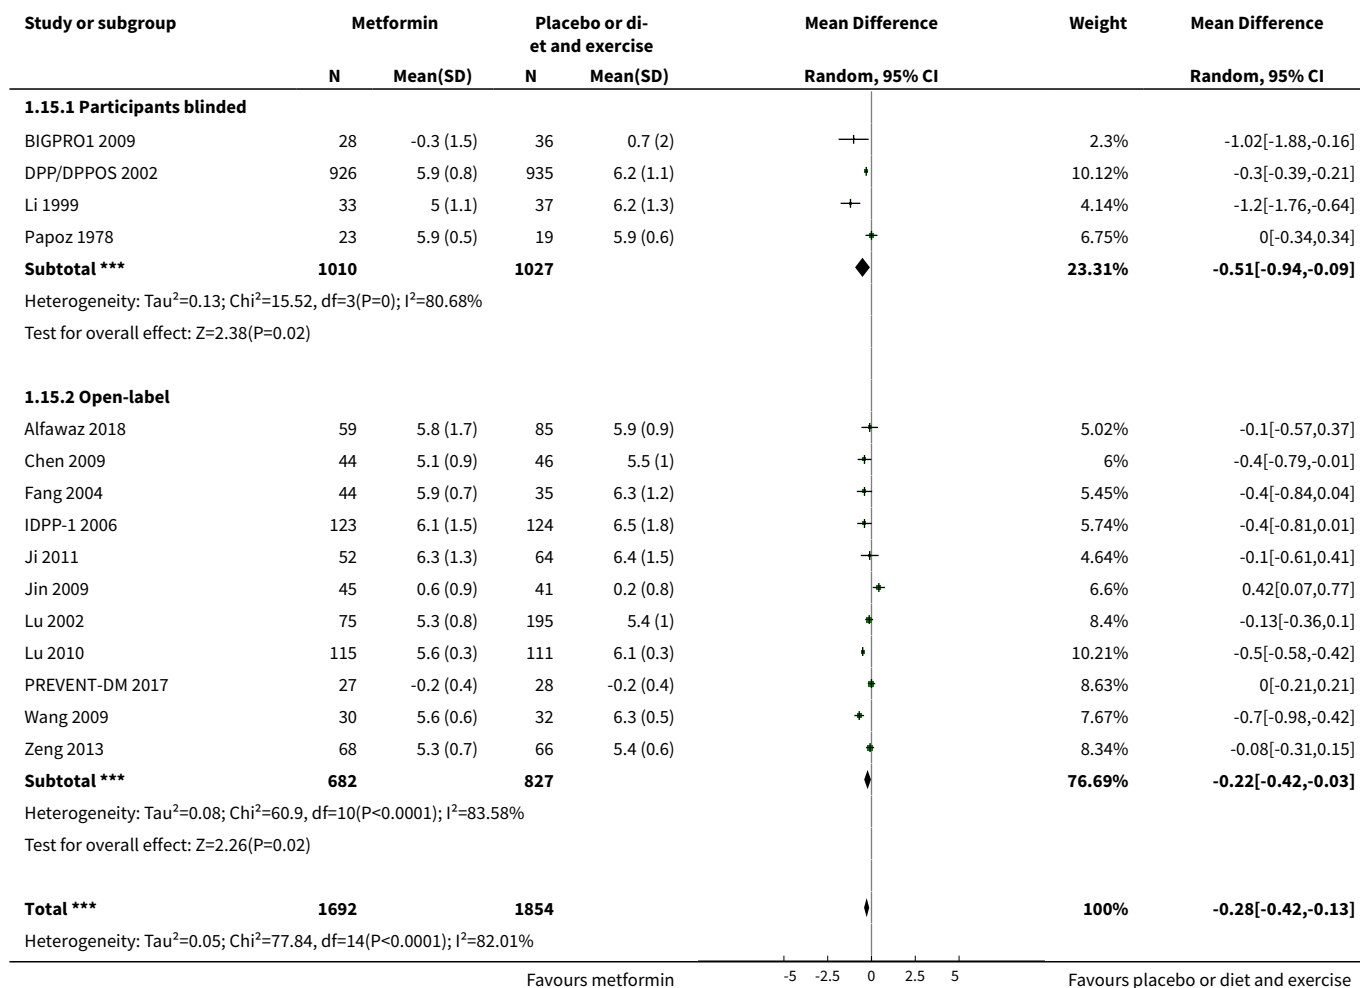 Study or subgroup Metformin Placebo or di- Mean Difference Weight Mean Difference
et and exercise
N Mean(SD) N Mean(SD) Random, 95% CI Random, 95% CI
1.15.1 Participants blinded
BIGPRO1 2009 28 -0.3 (1.5) 36 0.7 (2) 2.3% -1.02[-1.88,-0.16]
DPP/DPPOS 2002 926 5.9 (0.8) 935 6.2 (1.1) 10.12% -0.3[-0.39,-0.21]
Li 1999 33 5 (1.1) 37 6.2 (1.3) 4.14% -1.2[-1.76,-0.64]
Papoz 1978 23 5.9 (0.5) 19 5.9 (0.6) 6.75% 0[-0.34,0.34]
Subtotal *** 1010 1027 23.31% -0.51[-0.94,-0.09]
Heterogeneity: Tau²=0.13; Chi²=15.52, df=3(P=0); I²=80.68%
Test for overall effect: Z=2.38(P=0.02)
1.15.2 Open-label
Alfawaz 2018 59 5.8 (1.7) 85 5.9 (0.9) 5.02% -0.1[-0.57,0.37]
Chen 2009 44 5.1 (0.9) 46 5.5 (1) 6% -0.4[-0.79,-0.01]
Fang 2004 44 5.9 (0.7) 35 6.3 (1.2) 5.45% -0.4[-0.84,0.04]
IDPP-1 2006 123 6.1 (1.5) 124 6.5 (1.8) 5.74% -0.4[-0.81,0.01]
Ji 2011 52 6.3 (1.3) 64 6.4 (1.5) 4.64% -0.1[-0.61,0.41]
Jin 2009 45 0.6 (0.9) 41 0.2 (0.8) 6.6% 0.42[0.07,0.77]
Lu 2002 75 5.3 (0.8) 195 5.4 (1) 8.4% -0.13[-0.36,0.1]
Lu 2010 115 5.6 (0.3) 111 6.1 (0.3) 10.21% -0.5[-0.58,-0.42]
PREVENT-DM 2017 27 -0.2 (0.4) 28 -0.2 (0.4) 8.63% 0[-0.21,0.21]
Wang 2009 30 5.6 (0.6) 32 6.3 (0.5) 7.67% -0.7[-0.98,-0.42]
Zeng 2013 68 5.3 (0.7) 66 5.4 (0.6) 8.34% -0.08[-0.31,0.15]
Subtotal *** 682 827 76.69% -0.22[-0.42,-0.03]
Heterogeneity: Tau²=0.08; Chi²=60.9, df=10(P<0.0001); I²=83.58%
Test for overall effect: Z=2.26(P=0.02)
Total *** 1692 1854 100% -0.28[-0.42,-0.13]
Heterogeneity: Tau²=0.05; Chi²=77.84, df=14(P<0.0001); I²=82.01%
Favours metformin -5 -2.5 0 2.5 5 Favours placebo or diet and exercise